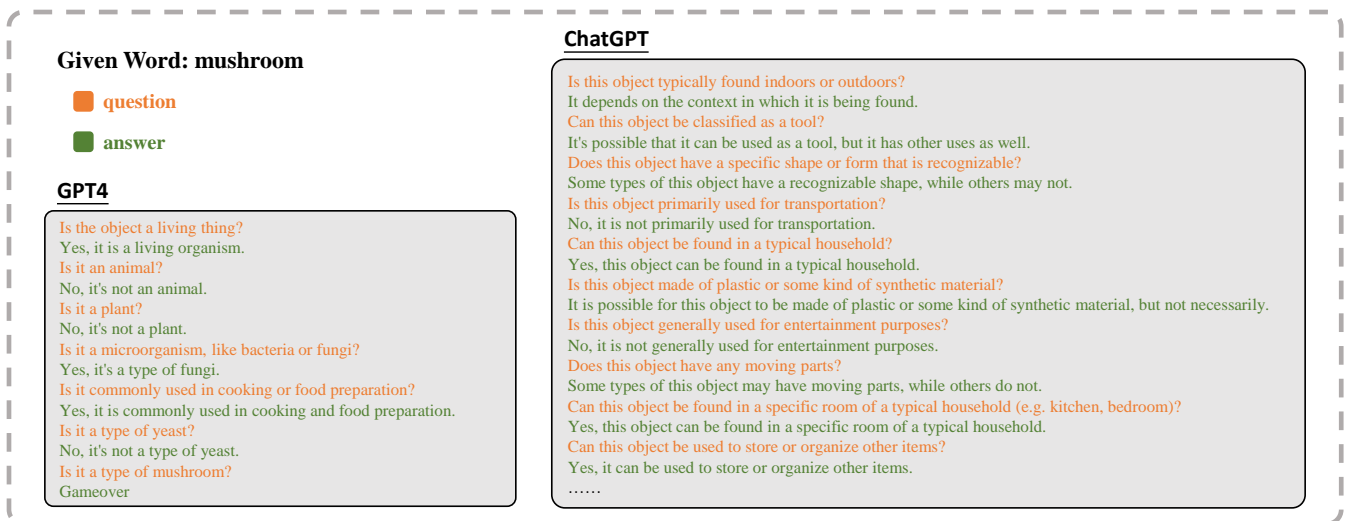 Given Word: mushroom
question
answer
GPT4
Is the object a living thing?
Yes, it is a living organism.
Is it an animal?
No, it's not an animal.
Is it a plant?
No, it's not a plant.
Is it a microorganism, like bacteria or fungi?
Yes, it's a type of fungi.
Is it commonly used in cooking or food preparation?
Yes, it is commonly used in cooking and food preparation.
Is it a type of yeast?
No, it's not a type of yeast.
Is it a type of mushroom?
Gameover
ChatGPT
Is this object typically found indoors or outdoors?
It depends on the context in which it is being found.
Can this object be classified as a tool?
It's possible that it can be used as a tool, but it has other uses as well.
Does this object have a specific shape or form that is recognizable?
Some types of this object have a recognizable shape, while others may not.
Is this object primarily used for transportation?
No, it is not primarily used for transportation.
Can this object be found in a typical household?
Yes, this object can be found in a typical household.
Is this object made of plastic or some kind of synthetic material?
It is possible for this object to be made of plastic or some kind of synthetic material, but not necessarily.
Is this object generally used for entertainment purposes?
No, it is not generally used for entertainment purposes.
Does this object have any moving parts?
Some types of this object may have moving parts, while others do not.
Can this object be found in a specific room of a typical household (e.g. kitchen, bedroom)?
Yes, this object can be found in a specific room of a typical household.
Can this object be used to store or organize other items?
Yes, it can be used to store or organize other items.
……